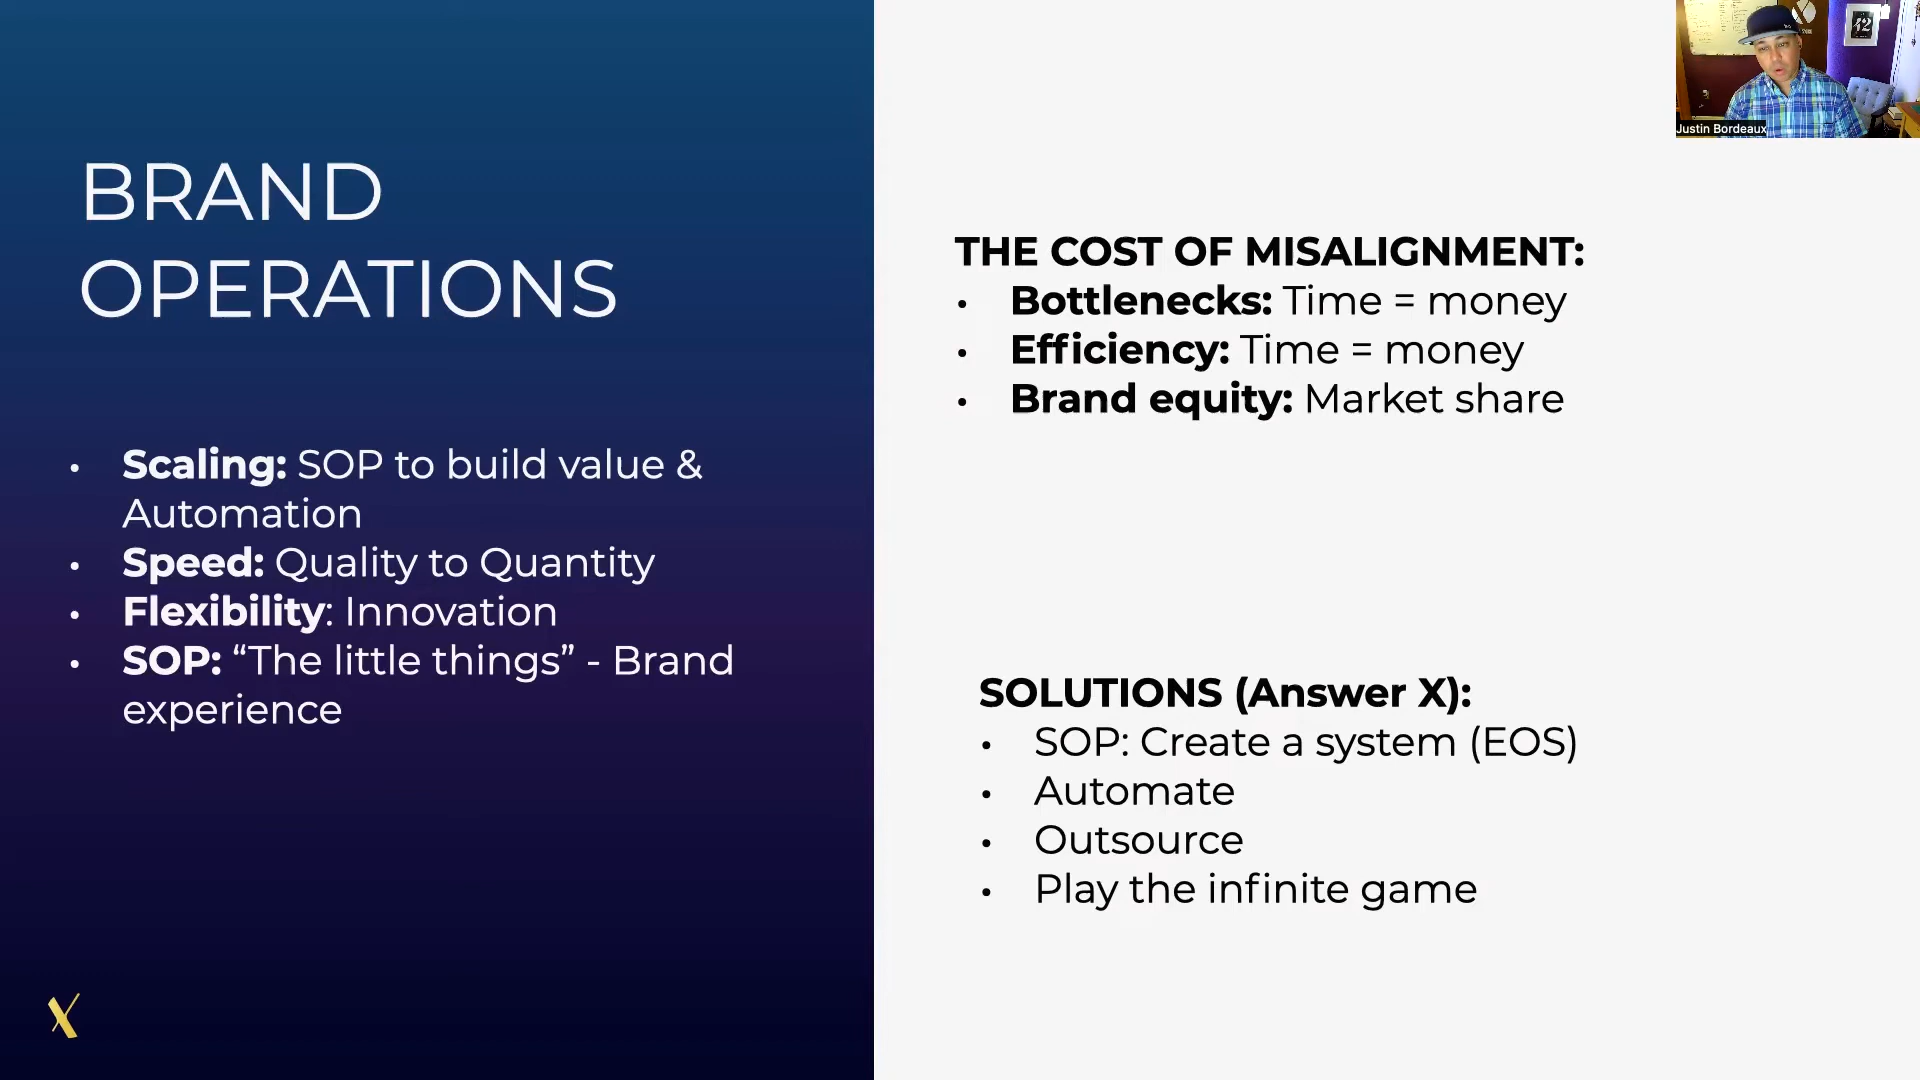 BRAND
OPERATIONS
• Scaling: SOP to build value &
Automation
• Speed: Quality to Quantity
• Flexibility: Innovation
• SOP: “The little things” - Brand
experience
THE COST OF MISALIGNMENT:
• Bottlenecks: Time = money
• Efficiency: Time = money
• Brand equity: Market share
SOLUTIONS (Answer X):
• SOP: Create a system (EOS)
• Automate
• Outsource
• Play the infinite game
X
42
Justin Bordeaux